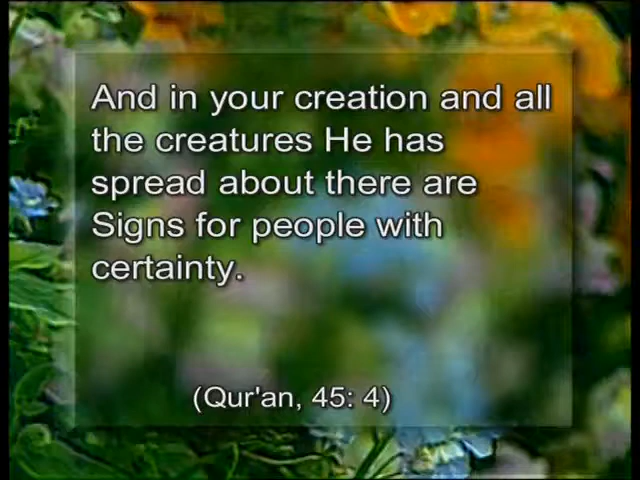 And in your creation and all
the creatures He has
spread about there are
Signs for people with
certainty.
(Qur'an, 45: 4)